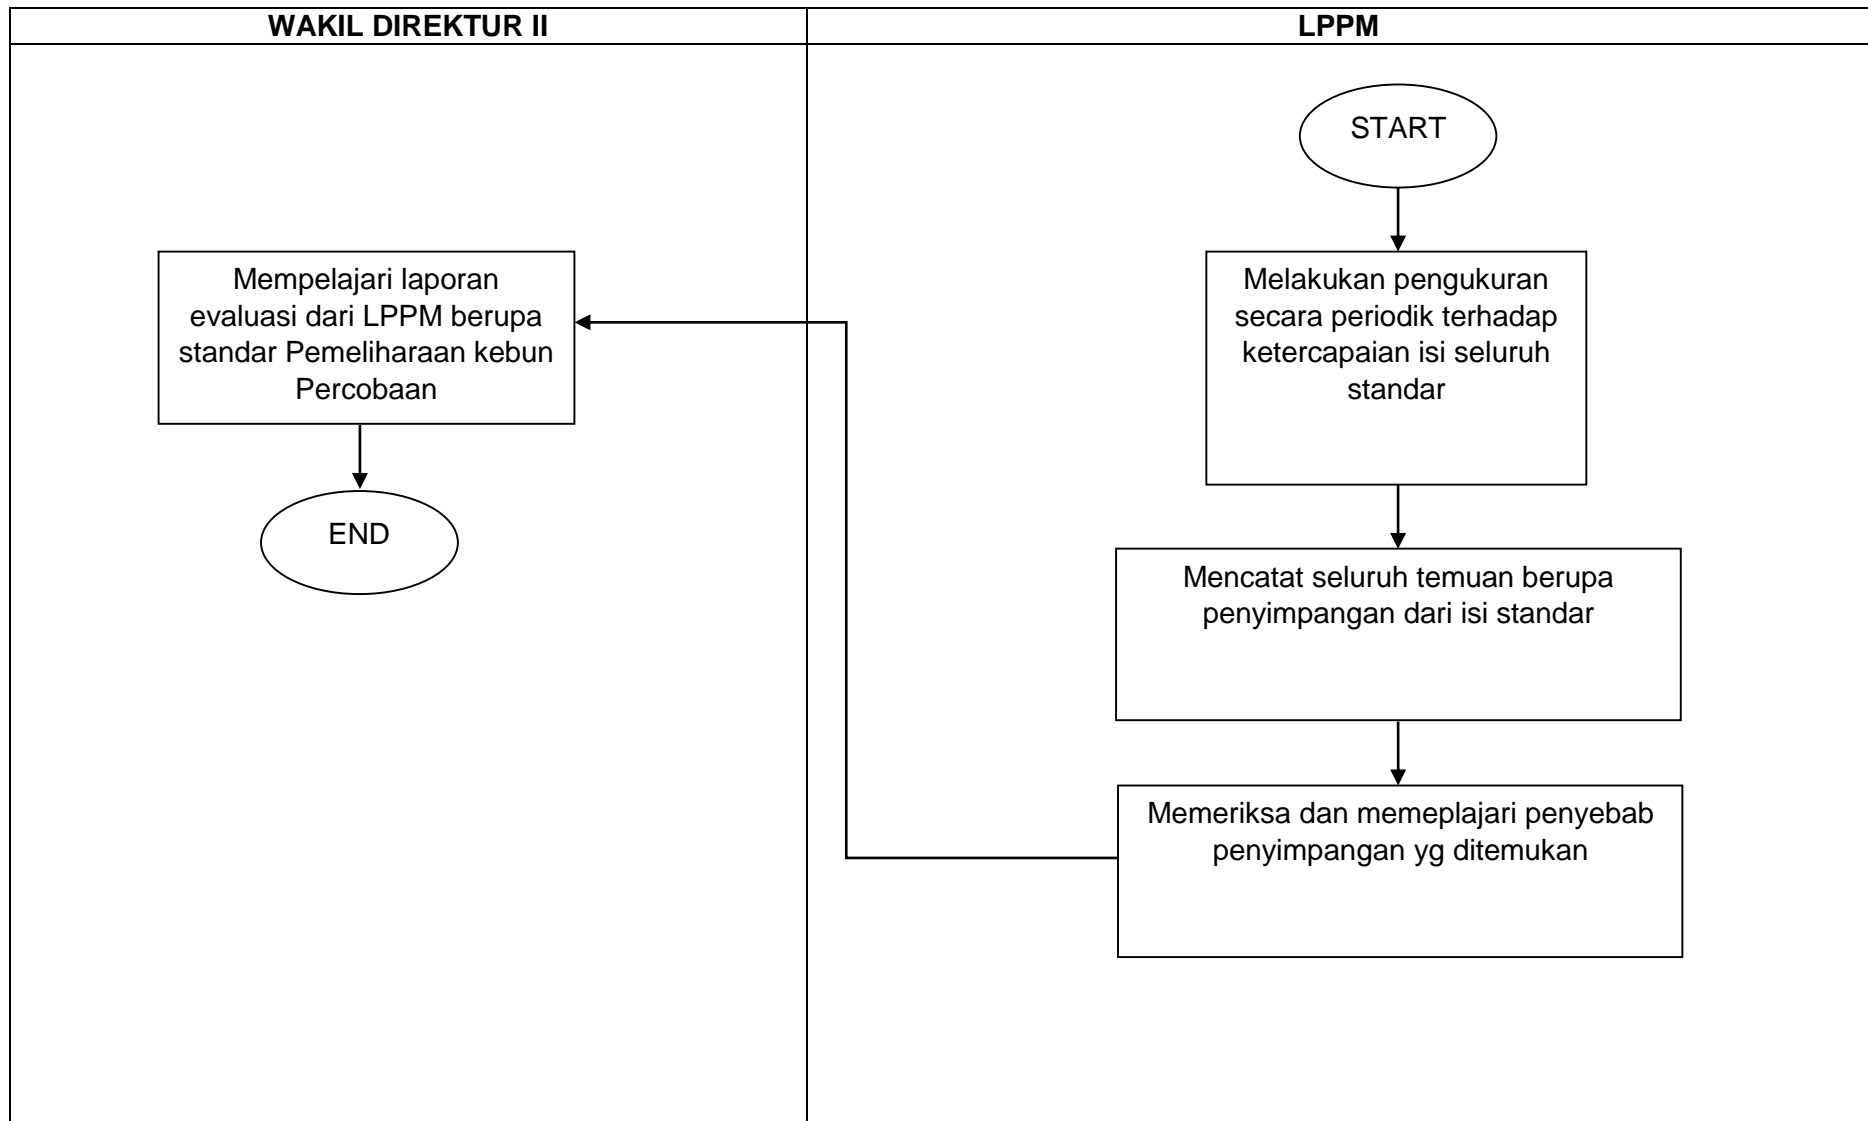 WAKIL DIREKTUR II
LPPM
START
Melakukan pengukuran
secara periodik terhadap
ketercapaian isi seluruh
standar
Mencatat seluruh temuan berupa
penyimpangan dari isi standar
Memeriksa dan memeplajari penyebab
penyimpangan yg ditemukan
Mempelajari laporan
evaluasi dari LPPM berupa
standar Pemeliharaan kebun
Percobaan
END